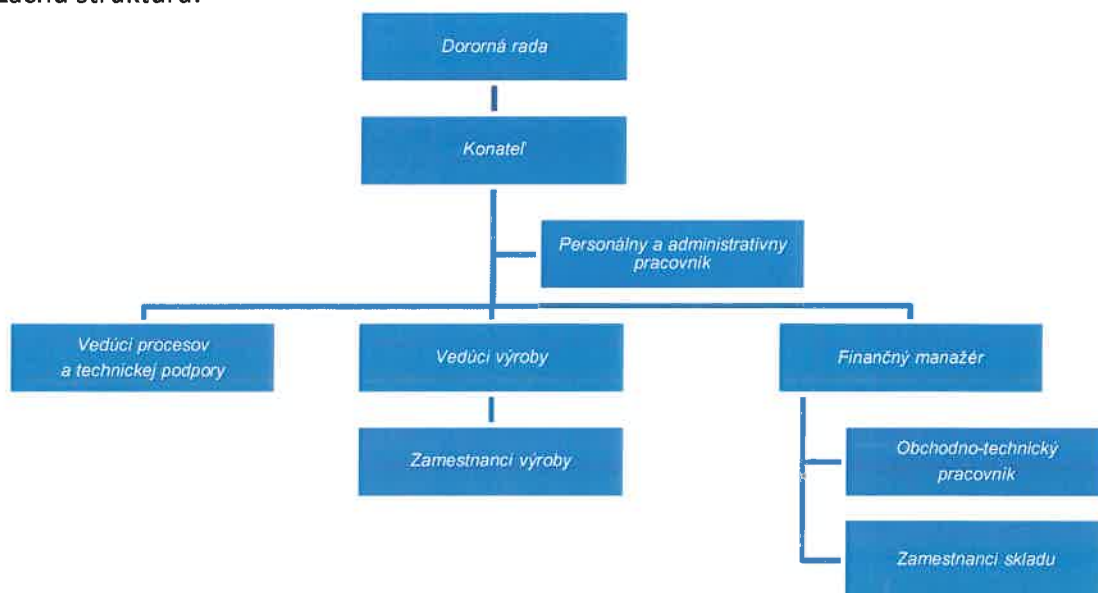 Dororná rada
Konateľ
Personálny a administratívny
pracovník
Vedúci procesov
a technickej podpory
Vedúci výroby
Finančný manažér
Zamestnanci výroby
Obchodno-technický
pracovník
Zamestnanci skladu